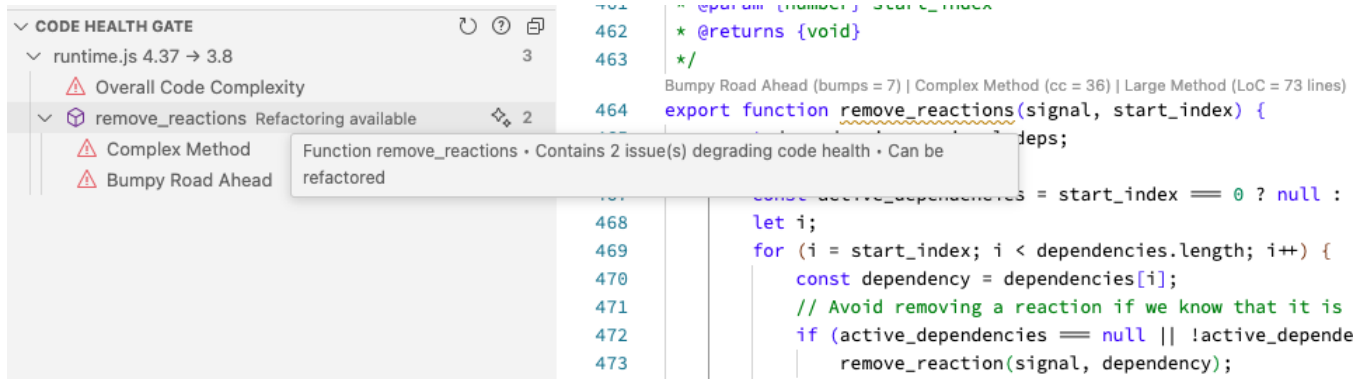 CODE HEALTH GATE
runtime.js 4.37 → 3.8 3
Overall Code Complexity
remove_reactions Refactoring available 2
Complex Method
Bumpy Road Ahead
Function remove_reactions • Contains 2 issue(s) degrading code health • Can be
refactored
461 * @param {number} start_index
462 * @returns {void}
463 */
Bumpy Road Ahead (bumps = 7) | Complex Method (cc = 36) | Large Method (LoC = 73 lines)
464 export function remove_reactions(signal, start_index) {
deps;
= start_index === 0 ? null :
468 let i;
469 for (i = start_index; i < dependencies.length; i++) {
470 const dependency = dependencies[i];
471 // Avoid removing a reaction if we know that it is
472 if (active_dependencies === null || !active_depende
473 remove_reaction(signal, dependency);